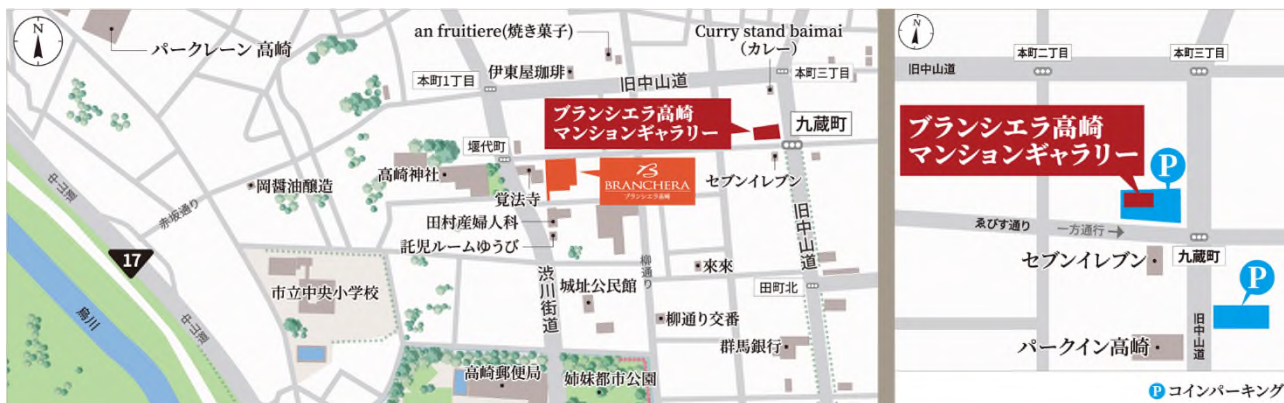 N
パークレーン 高崎
an fruitiere(焼き菓子)
伊東屋珈琲
Curry stand baimai
(カレー)
本町1丁目
旧中山道
本町三丁目
ブランシエラ高崎
マンションギャラリー
九蔵町
堰代町
高崎神社
覚法寺
BRANCHERA
ブランシエラ高崎
セブンイレブン
岡醤油醸造
赤坂通り
中山道
17
田村産婦人科
託児ルームゆうび
旧中山道
市立中央小学校
渋川街道
城址公民館
柳通り
來來
田町北
烏川
中山道
柳通り交番
群馬銀行
高崎郵便局
姉妹都市公園
N
本町二丁目
本町三丁目
旧中山道
ブランシエラ高崎
マンションギャラリー
P
ゑびす通り
一方通行
セブンイレブン
九蔵町
P
旧中山道
パークイン高崎
P コインパーキング